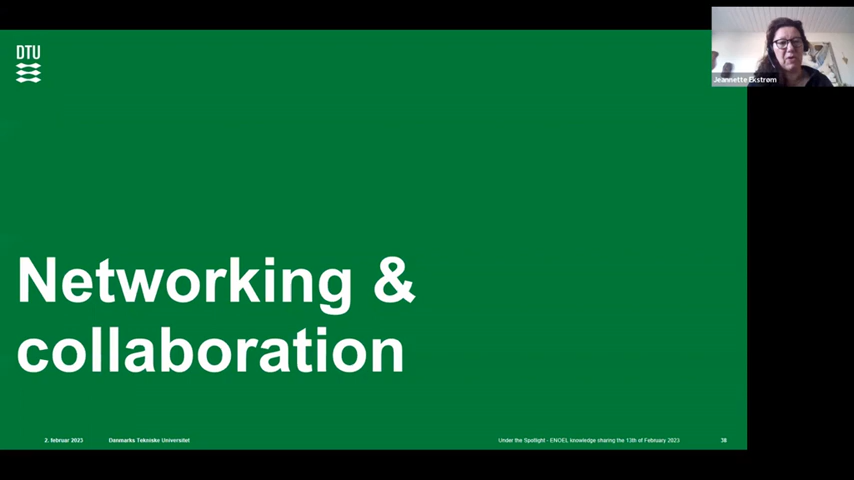 DTU
Jeannette Ekstrøm
Networking &
collaboration
2. februar 2023 Danmarks Tekniske Universitet Under the Spotlight - ENOEL knowledge sharing the 13th of February 2023 38